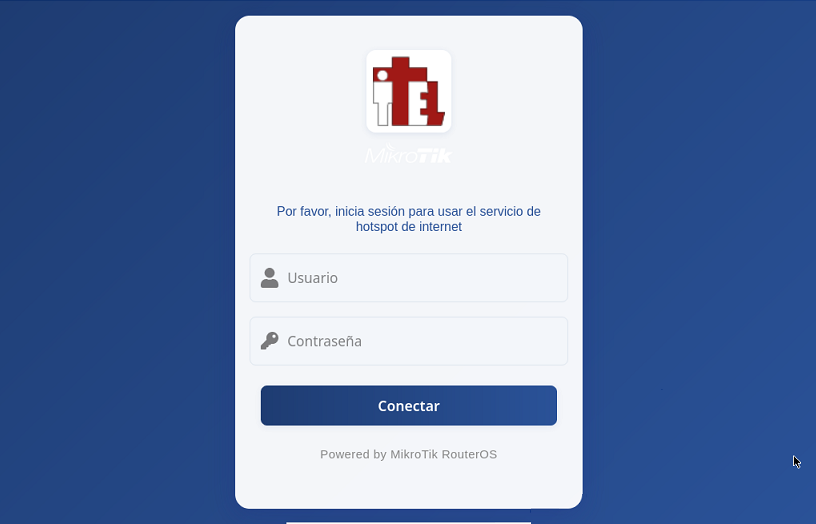 iTEL
MikroTik
Por favor, inicia sesión para usar el servicio de
hotspot de internet
Usuario
Contraseña
Conectar
Powered by MikroTik RouterOS